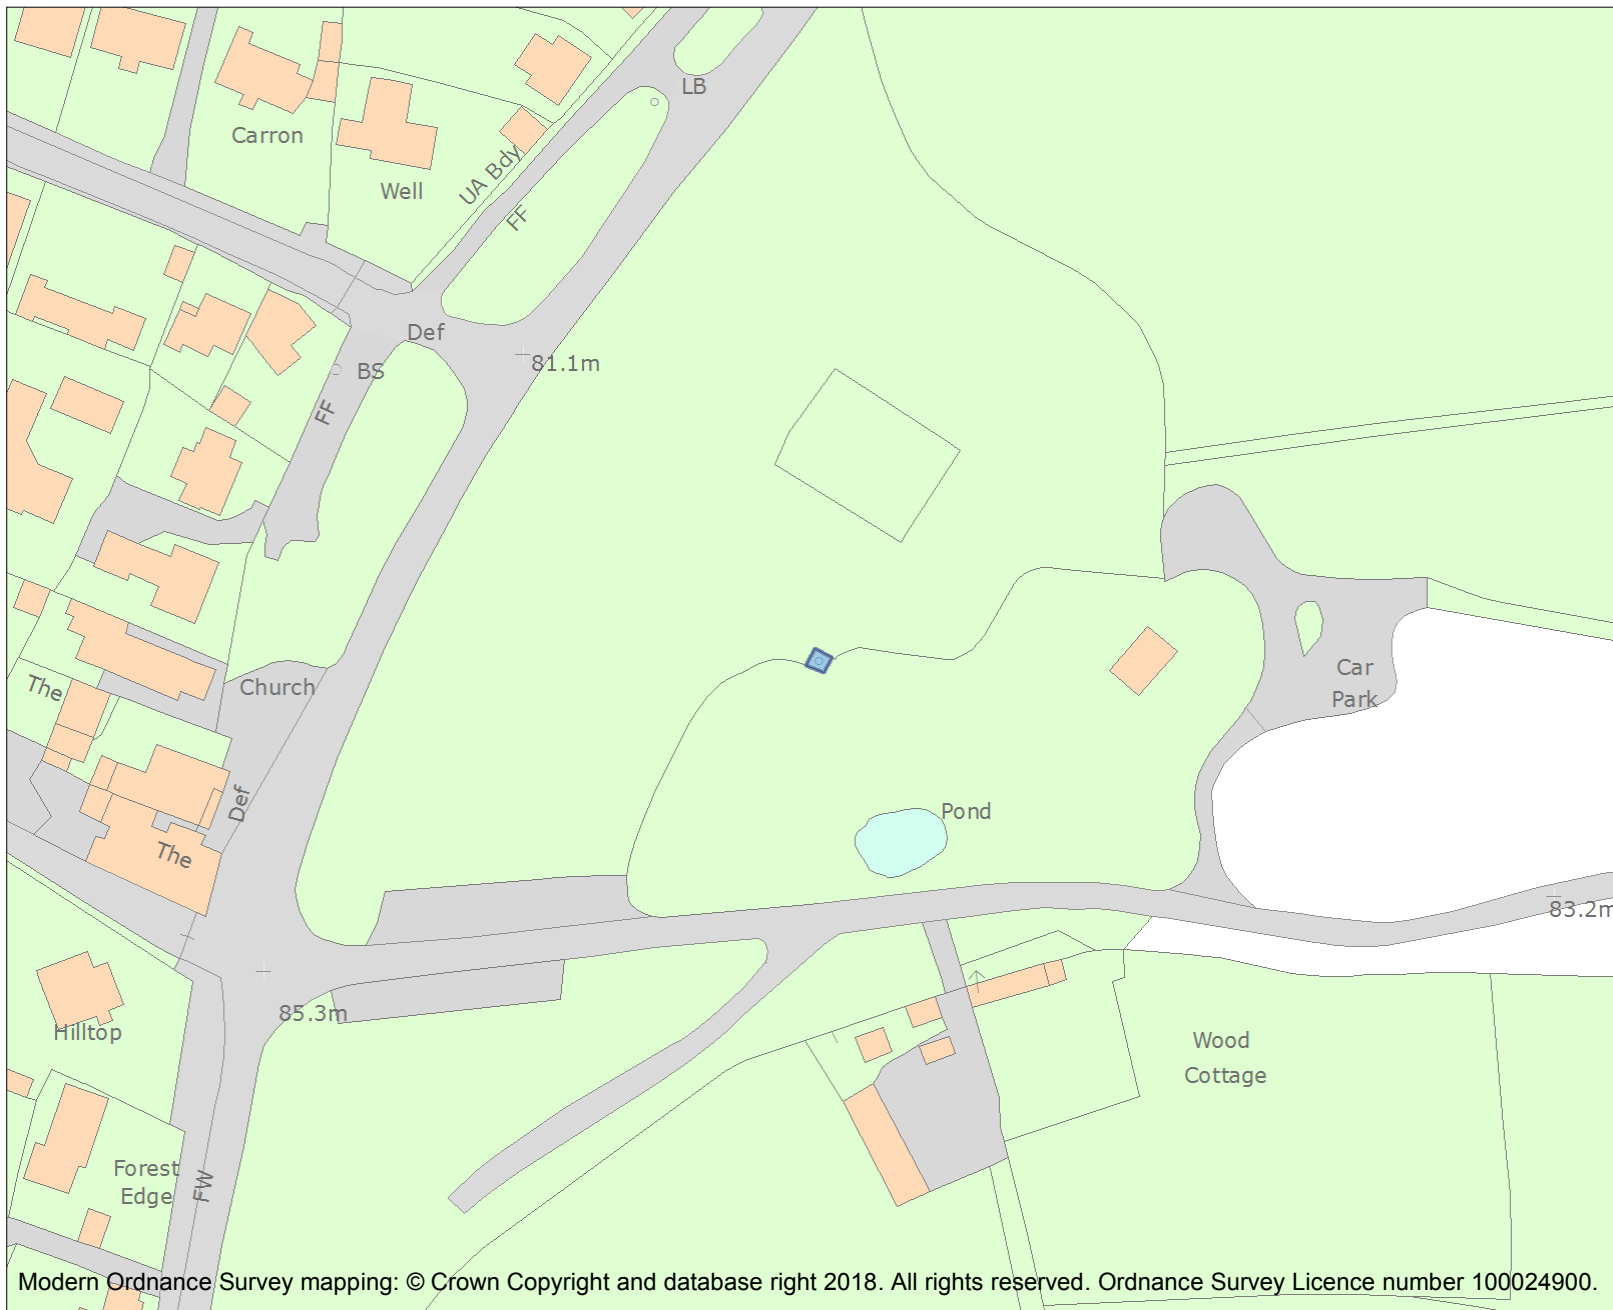 LB
Carron
Well
UA Bdy
FF
Def
81.1m
BS
FF
Car
Park
The
Church
Def
Pond
The
83.2m
85.3m
Hilltop
Wood
Cottage
Forest
Edge
FW
Modern Ordnance Survey mapping: © Crown Copyright and database right 2018. All rights reserved. Ordnance Survey Licence number 100024900.